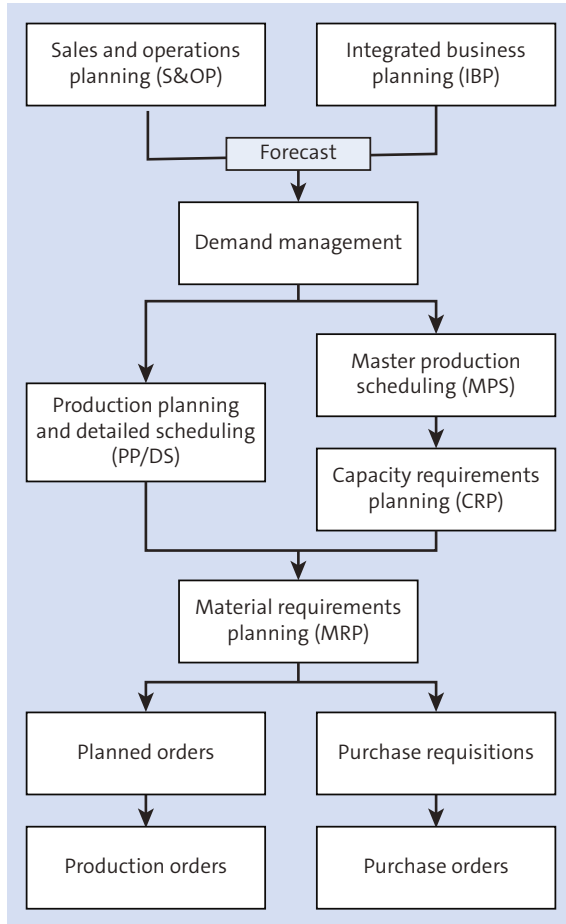 Sales and operations
planning (S&OP)
Integrated business
planning (IBP)
Forecast
Demand management
Master production
scheduling (MPS)
Production planning
and detailed scheduling
(PP/DS)
Capacity requirements
planning (CRP)
Material requirements
planning (MRP)
Planned orders
Purchase requisitions
Production orders
Purchase orders